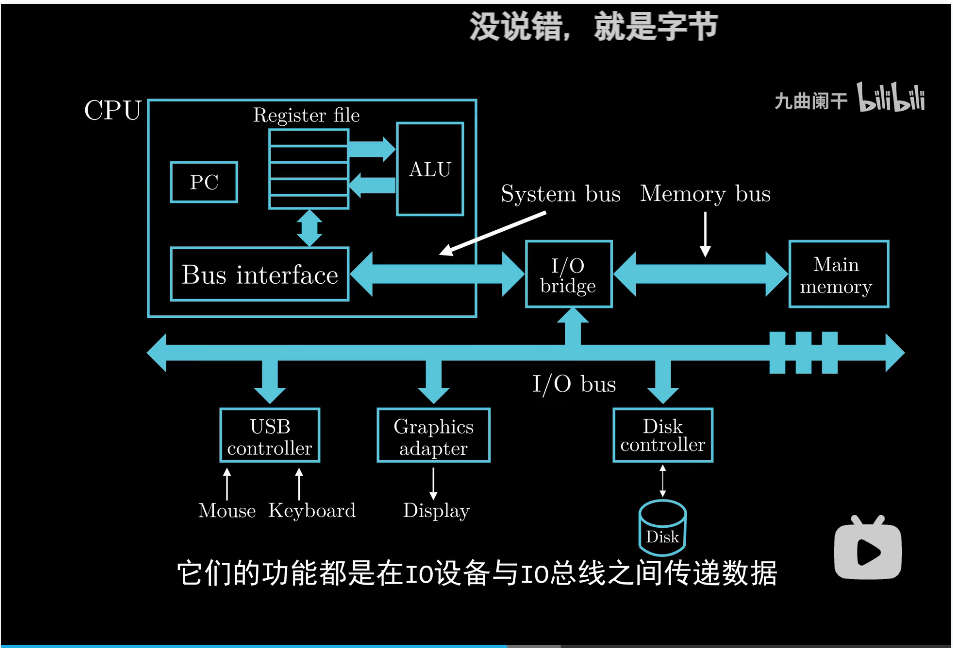 没说错，就是字节
九曲阑干 bilibili
CPU
Register file
PC
ALU
System bus
Memory bus
Bus interface
I/O
bridge
Main
memory
I/O bus
USB
controller
Graphics
adapter
Disk
controller
Mouse
Keyboard
Display
Disk
它们的功能都是在IO设备与IO总线之间传递数据